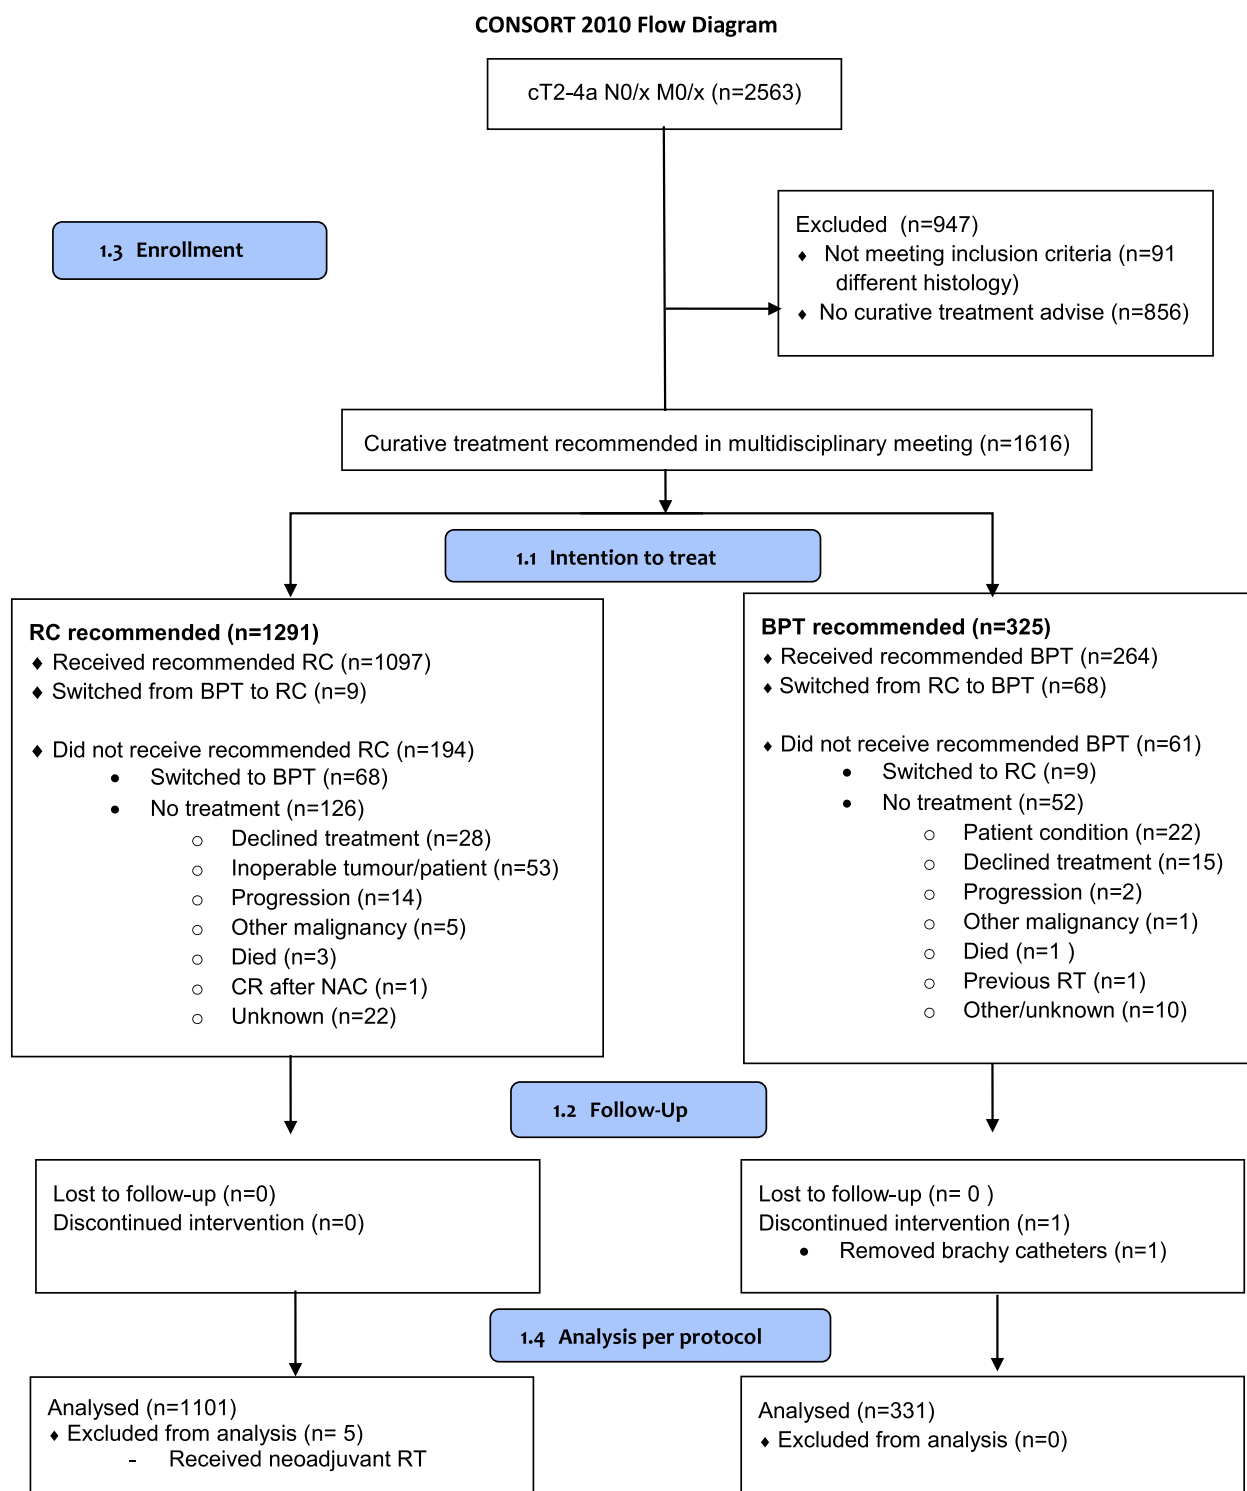 CONSORT 2010 Flow Diagram
cT2-4a N0/x M0/x (n=2563)
1.3 Enrollment
Excluded (n=947)
♦ Not meeting inclusion criteria (n=91
different histology)
♦ No curative treatment advise (n=856)
Curative treatment recommended in multidisciplinary meeting (n=1616)
1.1 Intention to treat
RC recommended (n=1291)
♦ Received recommended RC (n=1097)
♦ Switched from BPT to RC (n=9)
♦ Did not receive recommended RC (n=194)
• Switched to BPT (n=68)
• No treatment (n=126)
o Declined treatment (n=28)
o Inoperable tumour/patient (n=53)
o Progression (n=14)
o Other malignancy (n=5)
o Died (n=3)
o CR after NAC (n=1)
o Unknown (n=22)
BPT recommended (n=325)
♦ Received recommended BPT (n=264)
♦ Switched from RC to BPT (n=68)
♦ Did not receive recommended BPT (n=61)
• Switched to RC (n=9)
• No treatment (n=52)
o Patient condition (n=22)
o Declined treatment (n=15)
o Progression (n=2)
o Other malignancy (n=1)
o Died (n=1 )
o Previous RT (n=1)
o Other/unknown (n=10)
1.2 Follow-Up
Lost to follow-up (n=0)
Discontinued intervention (n=0)
Lost to follow-up (n= 0 )
Discontinued intervention (n=1)
• Removed brachy catheters (n=1)
1.4 Analysis per protocol
Analysed (n=1101)
♦ Excluded from analysis (n= 5)
- Received neoadjuvant RT
Analysed (n=331)
♦ Excluded from analysis (n=0)